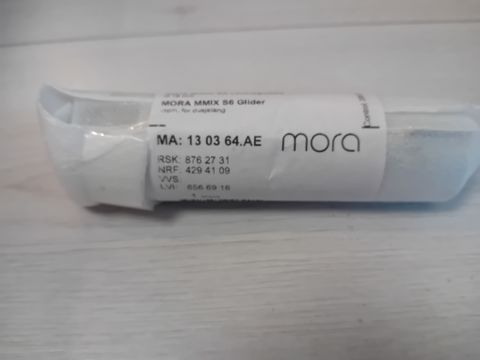 MORA MMIX S6 Glider
MA: 13 03 64.AE
mora
RSK: 876 27 31
NRF: 429 41 09
VVS:
LVI: 656 69 16